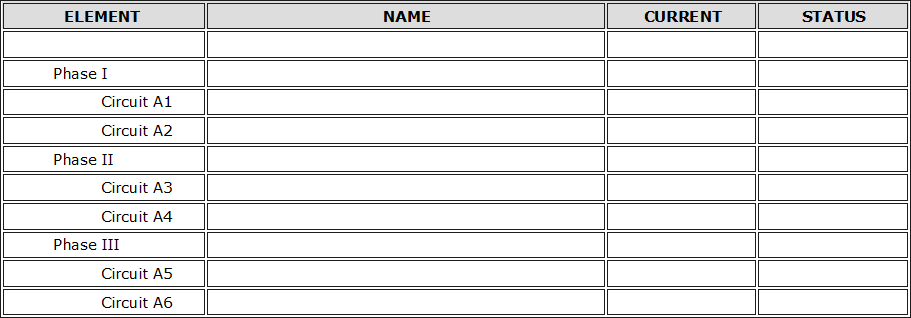 ELEMENT NAME CURRENT STATUS
Phase I
Circuit A1
Circuit A2
Phase II
Circuit A3
Circuit A4
Phase III
Circuit A5
Circuit A6